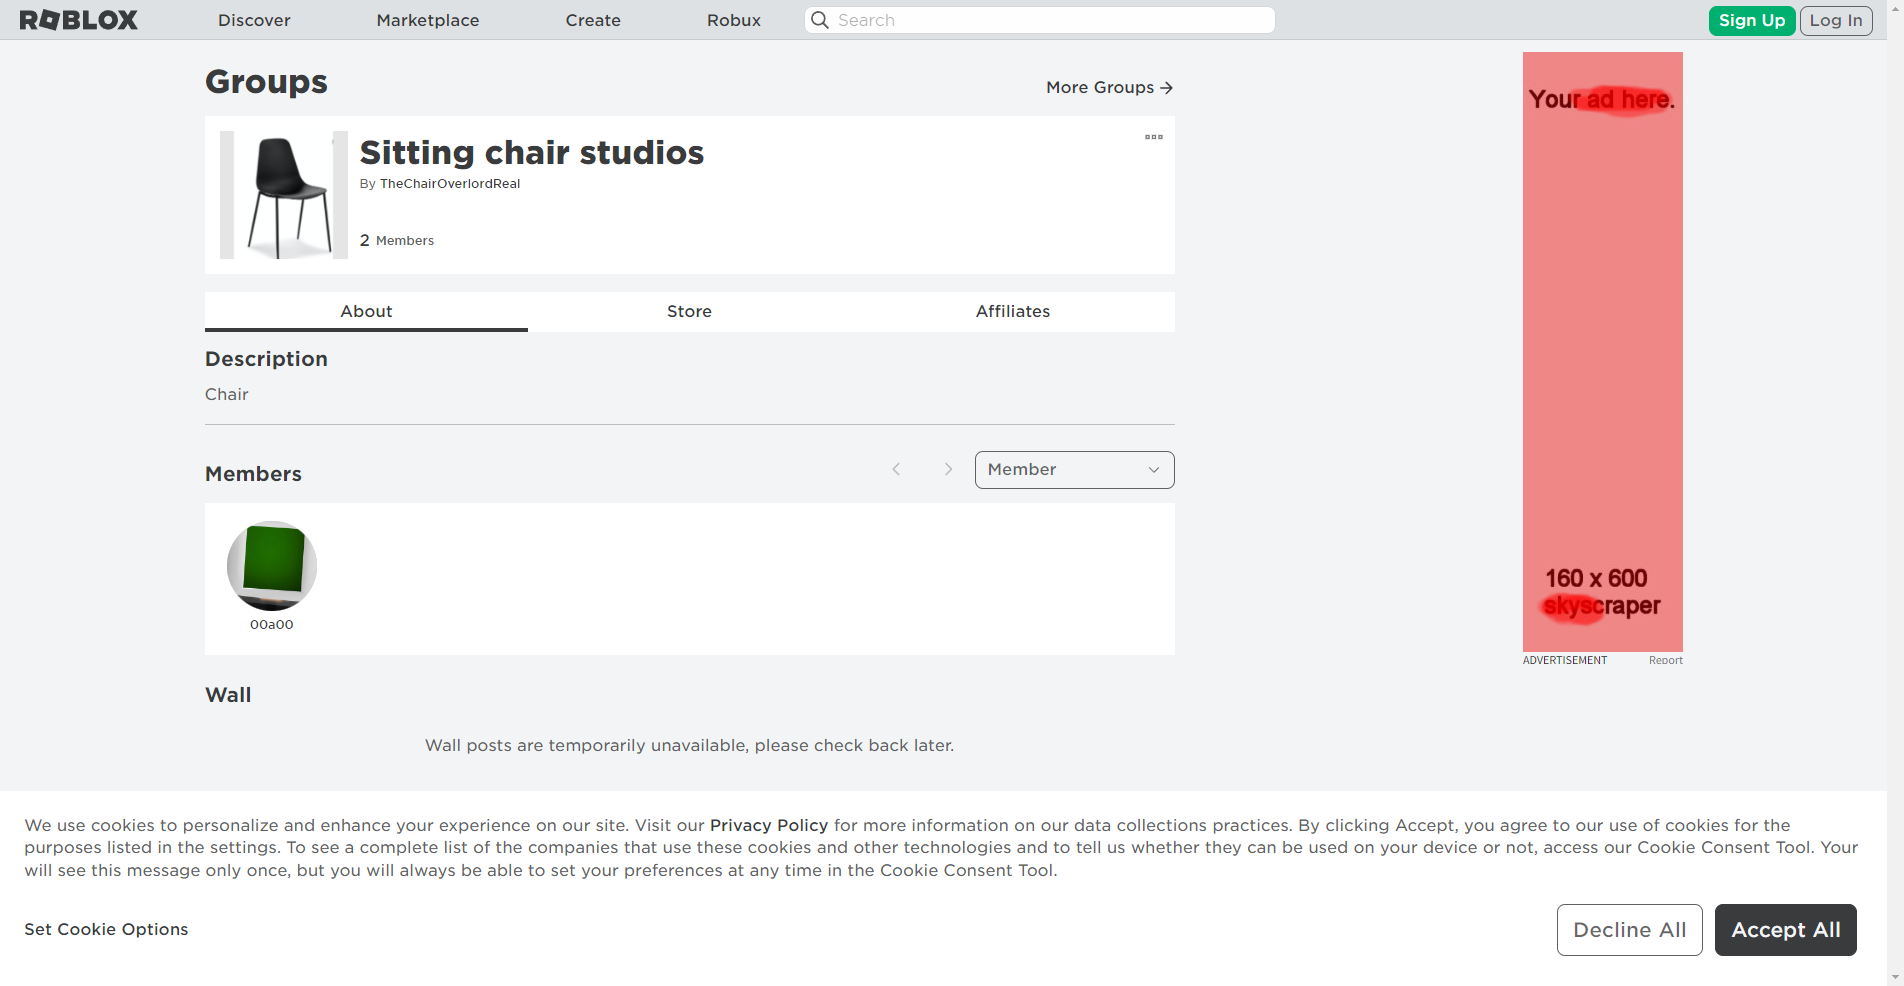 ROBLOX Discover Marketplace Create Robux Search Sign Up Log In
Groups
More Groups
Sitting chair studios
By TheChairOverlordReal
2 Members
About Store Affiliates
Description
Chair
Members
Member
00a00
Wall
Wall posts are temporarily unavailable, please check back later.
Your ad here.
160 x 600
skyscraper
ADVERTISEMENT Report
We use cookies to personalize and enhance your experience on our site. Visit our Privacy Policy for more information on our data collections practices. By clicking Accept, you agree to our use of cookies for the
purposes listed in the settings. To see a complete list of the companies that use these cookies and other technologies and to tell us whether they can be used on your device or not, access our Cookie Consent Tool. Your
will see this message only once, but you will always be able to set your preferences at any time in the Cookie Consent Tool.
Set Cookie Options
Decline All
Accept All